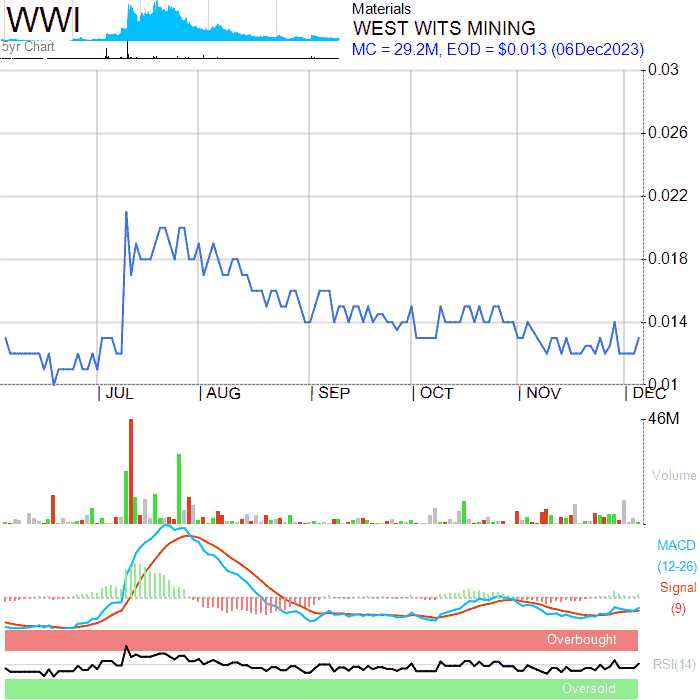 WWI
5yr Chart
Materials
WEST WITS MINING
MC = 29.2M, EOD = $0.013 (06Dec2023)
0.03
0.026
0.022
0.018
0.014
0.01
JUL AUG SEP OCT NOV DEC
46M
Volume
MACD
(12-26)
Signal
(9)
Overbought
RSI(14)
Oversold